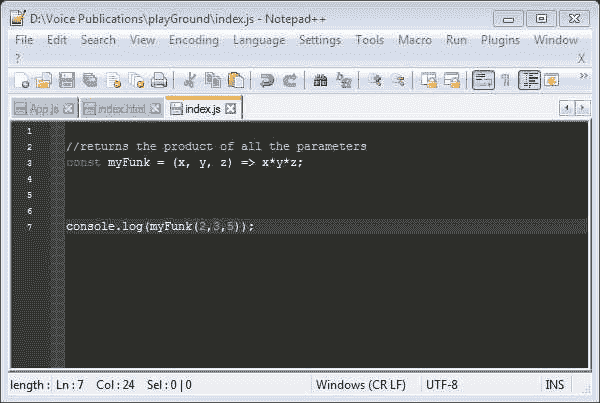 D:\Voice Publications\playGround\index.js - Notepad++
File Edit Search View Encoding Language Settings Tools Macro Run Plugins Window
? X
App.js index.html index.js
1
2 //returns the product of all the parameters
3 const myFunk = (x, y, z) => x*y*z;
4
5
6
7 console.log(myFunk(2,3,5));
length : Ln : 7 Col : 24 Sel : 0 | 0 Windows (CR LF) UTF-8 INS